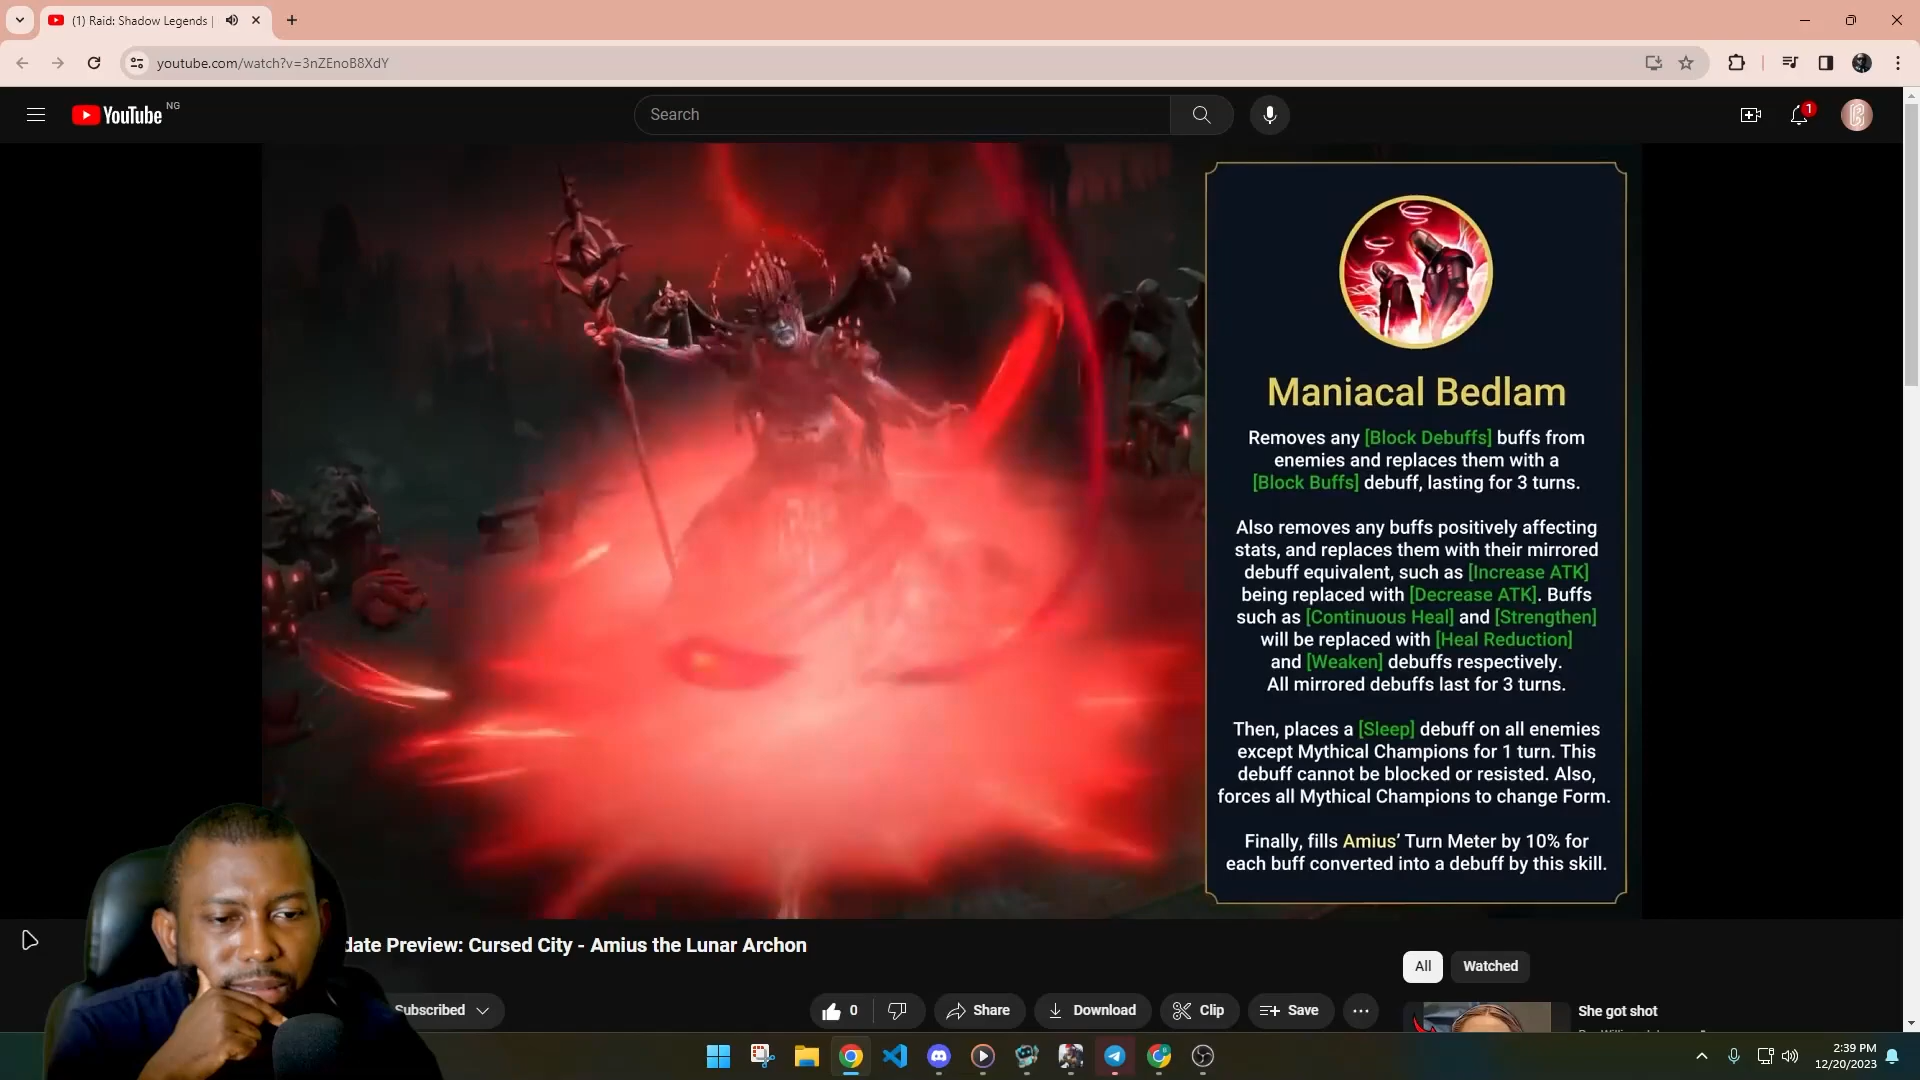 (1) Raid: Shadow Legends |
youtube.com/watch?v=3nZEnoB8XdY
YouTube NG
Search
1
Maniacal Bedlam
Removes any [Block Debuffs] buffs from
enemies and replaces them with a
[Block Buffs] debuff, lasting for 3 turns.
Also removes any buffs positively affecting
stats, and replaces them with their mirrored
debuff equivalent, such as [Increase ATK]
being replaced with [Decrease ATK]. Buffs
such as [Continuous Heal] and [Strengthen]
will be replaced with [Heal Reduction]
and [Weaken] debuffs respectively.
All mirrored debuffs last for 3 turns.
Then, places a [Sleep] debuff on all enemies
except Mythical Champions for 1 turn. This
debuff cannot be blocked or resisted. Also,
forces all Mythical Champions to change Form.
Finally, fills Amius’ Turn Meter by 10% for
each buff converted into a debuff by this skill.
date Preview: Cursed City - Amius the Lunar Archon
All
Watched
Subscribed
0
Share
Download
Clip
Save
She got shot
2:39 PM
12/20/2023